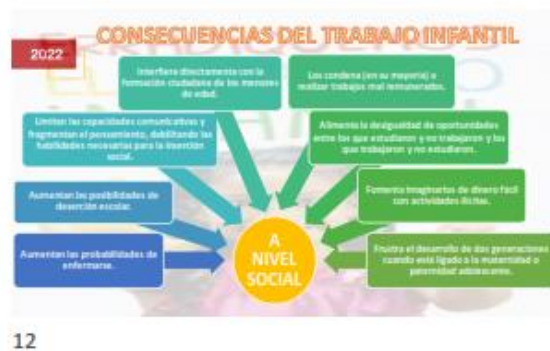 CONSECUENCIAS DEL TRABAJO INFANTIL
2022
Interfiere directamente con la
formación ciudadana de los menores
de edad.
Los condena (en su mayoría) a
realizar trabajos mal remunerados.
Limitan las capacidades comunicativas y
fragmentan el pensamiento, debilitando las
habilidades necesarias para la inserción
social.
Alimenta la desigualdad de oportunidades
entre los que estudiaron y no trabajaron y los
que trabajaron y no estudiaron.
Aumentan las posibilidades de
deserción escolar.
Fomenta imaginarios de dinero fácil
con actividades ilícitas.
Aumentan las probabilidades de
enfermarse.
A
NIVEL
SOCIAL
Frustra el desarrollo de dos generaciones
cuando está ligado a la maternidad o
paternidad adolescente.
12